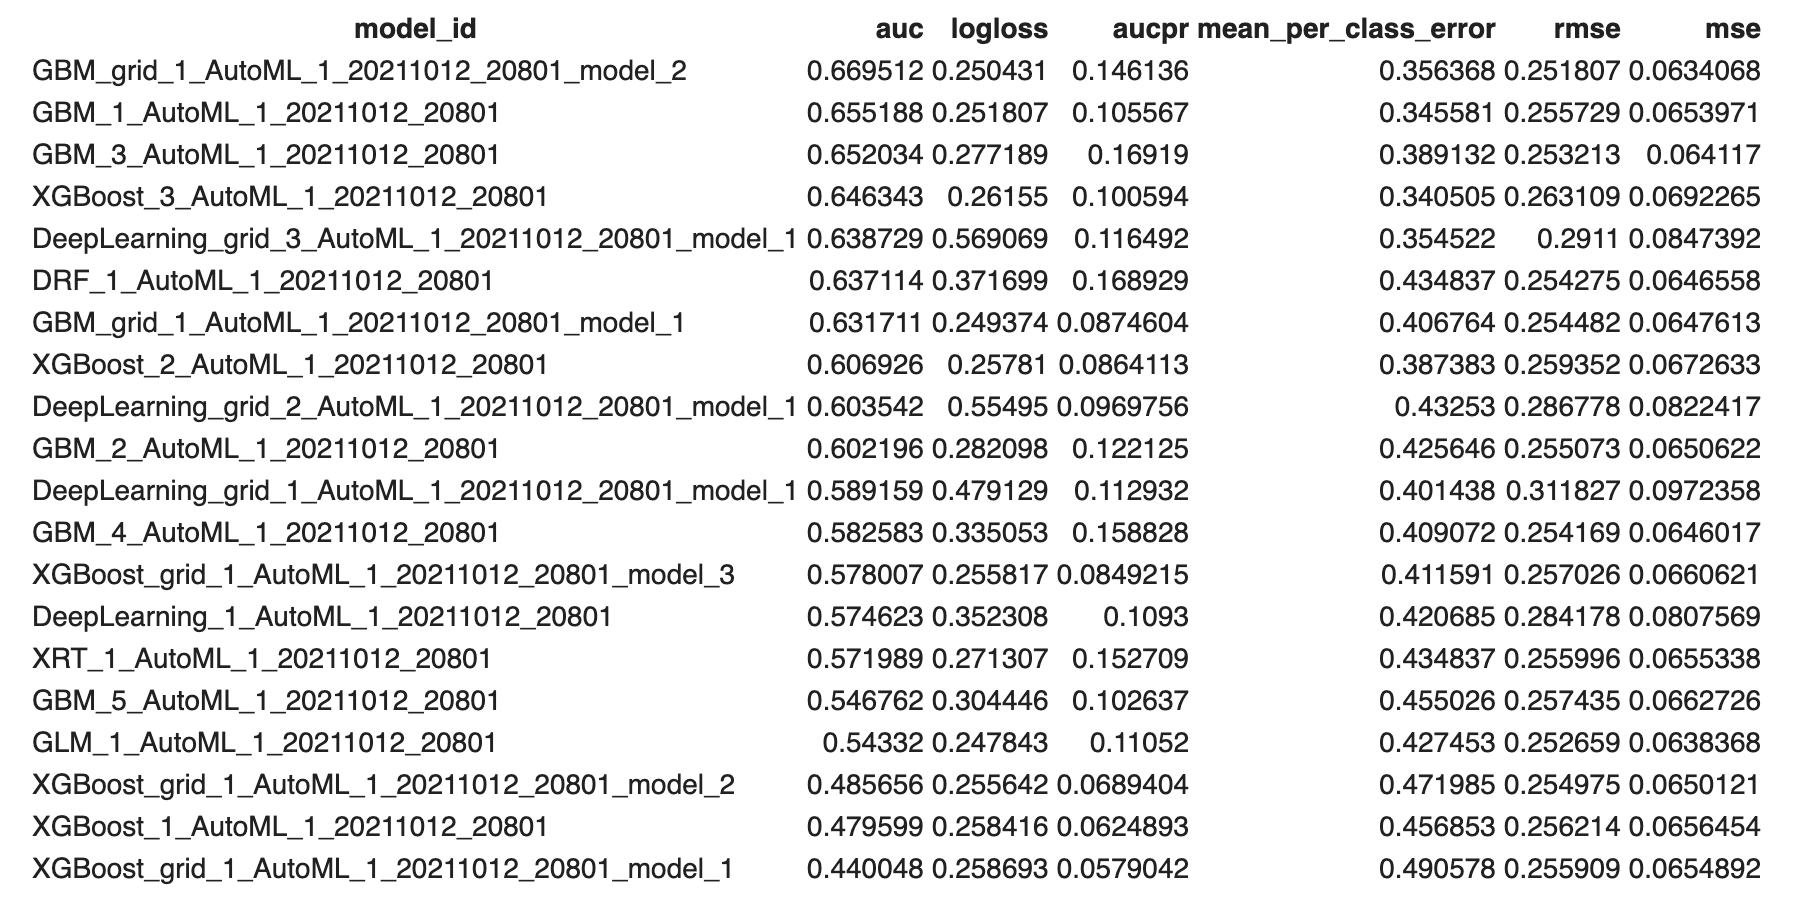 model_id auc logloss aucpr mean_per_class_error rmse mse
GBM_grid_1_AutoML_1_20211012_20801_model_2 0.669512 0.250431 0.146136 0.356368 0.251807 0.0634068
GBM_1_AutoML_1_20211012_20801 0.655188 0.251807 0.105567 0.345581 0.255729 0.0653971
GBM_3_AutoML_1_20211012_20801 0.652034 0.277189 0.16919 0.389132 0.253213 0.064117
XGBoost_3_AutoML_1_20211012_20801 0.646343 0.26155 0.100594 0.340505 0.263109 0.0692265
DeepLearning_grid_3_AutoML_1_20211012_20801_model_1 0.638729 0.569069 0.116492 0.354522 0.2911 0.0847392
DRF_1_AutoML_1_20211012_20801 0.637114 0.371699 0.168929 0.434837 0.254275 0.0646558
GBM_grid_1_AutoML_1_20211012_20801_model_1 0.631711 0.249374 0.0874604 0.406764 0.254482 0.0647613
XGBoost_2_AutoML_1_20211012_20801 0.606926 0.25781 0.0864113 0.387383 0.259352 0.0672633
DeepLearning_grid_2_AutoML_1_20211012_20801_model_1 0.603542 0.55495 0.0969756 0.43253 0.286778 0.0822417
GBM_2_AutoML_1_20211012_20801 0.602196 0.282098 0.122125 0.425646 0.255073 0.0650622
DeepLearning_grid_1_AutoML_1_20211012_20801_model_1 0.589159 0.479129 0.112932 0.401438 0.311827 0.0972358
GBM_4_AutoML_1_20211012_20801 0.582583 0.335053 0.158828 0.409072 0.254169 0.0646017
XGBoost_grid_1_AutoML_1_20211012_20801_model_3 0.578007 0.255817 0.0849215 0.411591 0.257026 0.0660621
DeepLearning_1_AutoML_1_20211012_20801 0.574623 0.352308 0.1093 0.420685 0.284178 0.0807569
XRT_1_AutoML_1_20211012_20801 0.571989 0.271307 0.152709 0.434837 0.255996 0.0655338
GBM_5_AutoML_1_20211012_20801 0.546762 0.304446 0.102637 0.455026 0.257435 0.0662726
GLM_1_AutoML_1_20211012_20801 0.54332 0.247843 0.11052 0.427453 0.252659 0.0638368
XGBoost_grid_1_AutoML_1_20211012_20801_model_2 0.485656 0.255642 0.0689404 0.471985 0.254975 0.0650121
XGBoost_1_AutoML_1_20211012_20801 0.479599 0.258416 0.0624893 0.456853 0.256214 0.0656454
XGBoost_grid_1_AutoML_1_20211012_20801_model_1 0.440048 0.258693 0.0579042 0.490578 0.255909 0.0654892